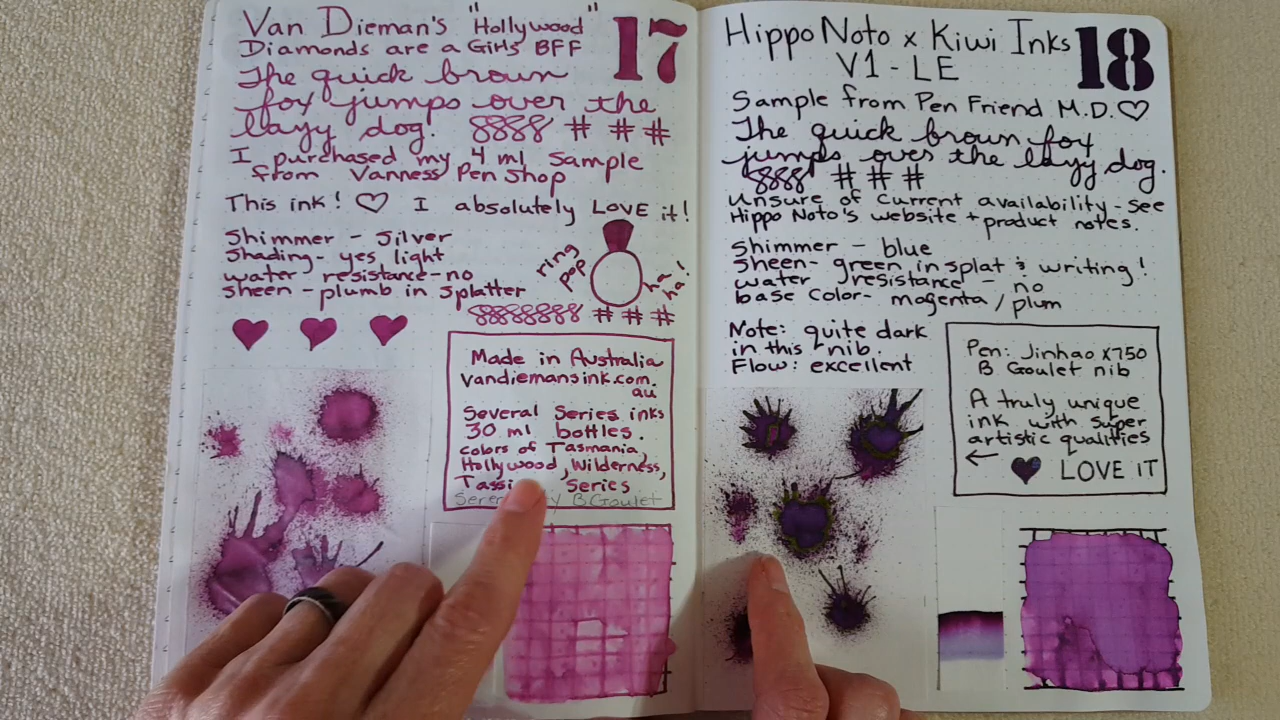 Van Dieman's "Hollywood"
Diamonds are a Girls BFF
17
The quick brown
fox jumps over the
lazy dog. 8888 # # #
I purchased my 4 ml sample
from Vanness Pen Shop
This ink! ♡ I absolutely LOVE it!
Shimmer - Silver
Shading - yes light
water resistance - no
sheen - plumb in splatter
ring
pop
ha
ha!
88888888 # # #
Made in Australia
vandiemansink.com.
au
Several Series inks
30 ml bottles.
colors of Tasmania,
Hollywood, Wilderness,
Series
B Goulet
Hippo Noto x Kiwi Inks
V1 - LE
18
Sample from Pen Friend M.D. ♡
The quick brown fox
jumps over the lazy dog.
888 # # #
Unsure of current availability - see
Hippo Noto's website + product notes.
Shimmer - blue
Sheen - green in splat & writing!
water resistance - no
base color - magenta / plum
Note: quite dark
in this nib.
Flow: excellent
Pen: Jinhao X750
B Goulet nib
A truly unique
ink with super
artistic qualities
← ♥ LOVE IT